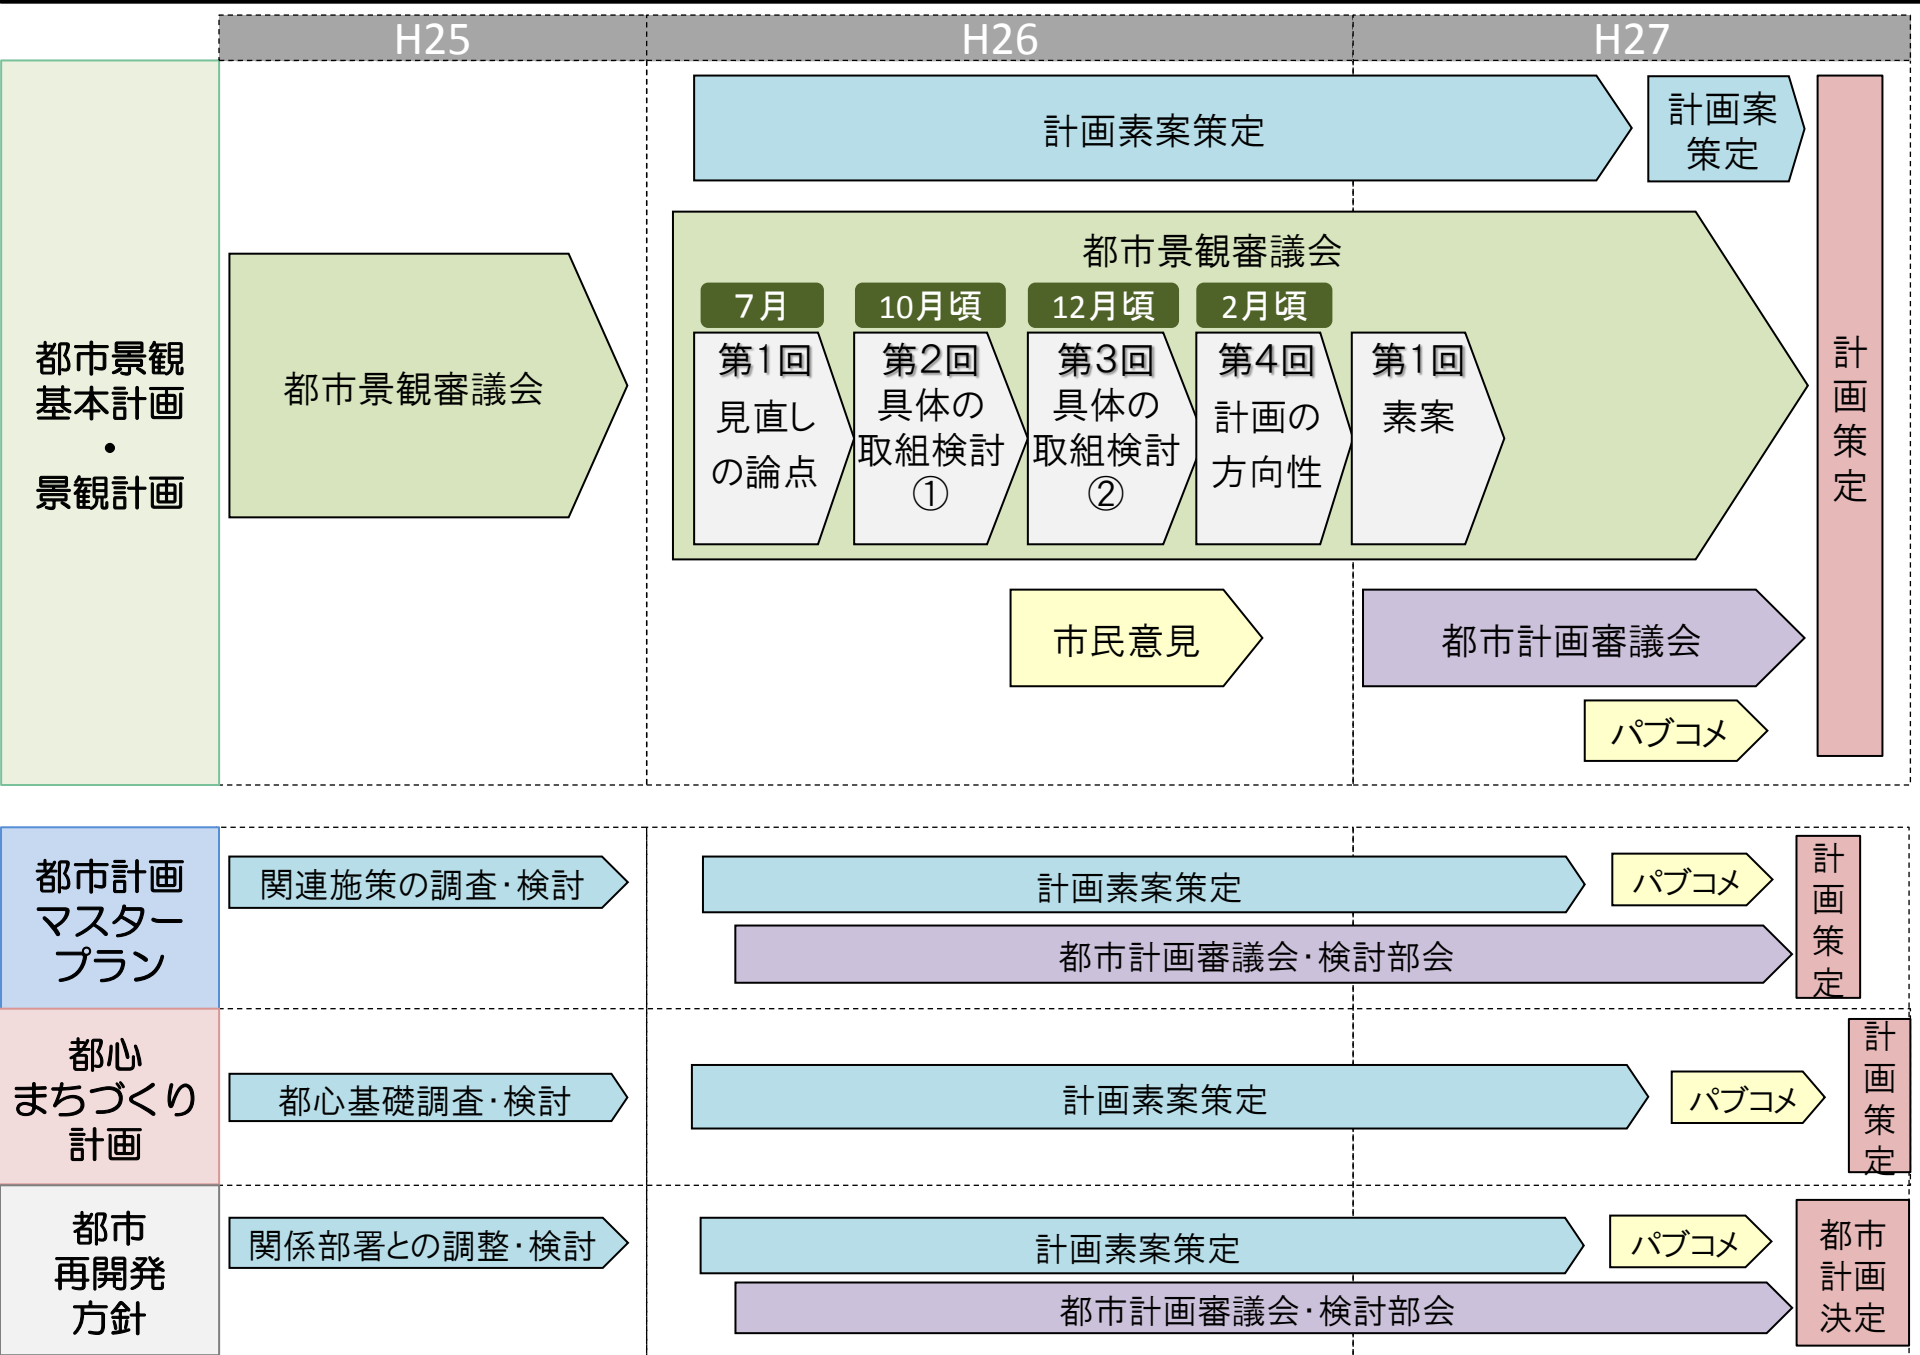 H25
H26
H27
都市景観
基本計画
・
景観計画
計画素案策定
計画案
策定
計画策定
都市景観審議会
都市景観審議会
7月
10月頃
12月頃
2月頃
第1回
見直し
の論点
第2回
具体の
取組検討
①
第3回
具体の
取組検討
②
第4回
計画の
方向性
第1回
素案
市民意見
都市計画審議会
パブコメ
都市計画
マスター
プラン
関連施策の調査・検討
計画素案策定
パブコメ
都市計画審議会・検討部会
計画策定
都心
まちづくり
計画
都心基礎調査・検討
計画素案策定
パブコメ
計画策定
都市
再開発
方針
関係部署との調整・検討
計画素案策定
パブコメ
都市計画審議会・検討部会
都市
計画
決定